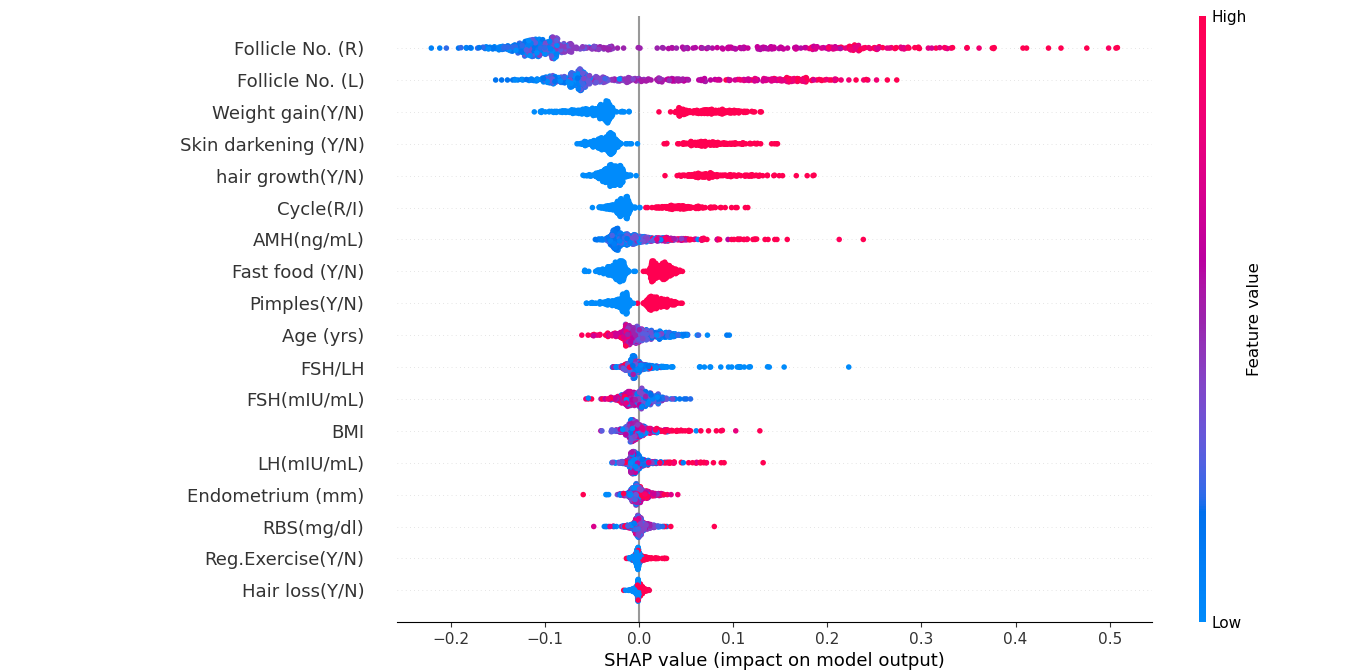 High
Follicle No. (R)
Follicle No. (L)
Weight gain(Y/N)
Skin darkening (Y/N)
hair growth(Y/N)
Cycle(R/I)
AMH(ng/mL)
Fast food (Y/N)
Pimples(Y/N)
Age (yrs)
FSH/LH
FSH(mIU/mL)
BMI
LH(mIU/mL)
Endometrium (mm)
RBS(mg/dl)
Reg.Exercise(Y/N)
Hair loss(Y/N)
Feature value
Low
−0.2 −0.1 0.0 0.1 0.2 0.3 0.4 0.5
SHAP value (impact on model output)